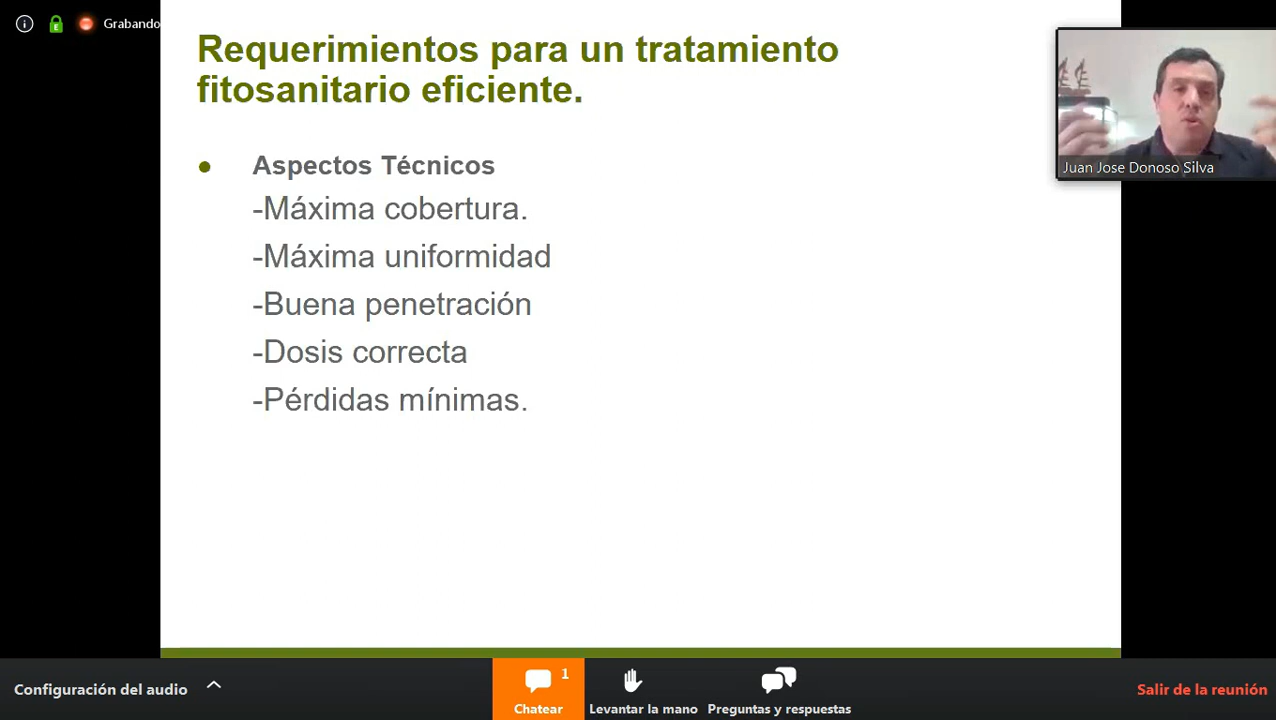 Grabando
Requerimientos para un tratamiento
fitosanitario eficiente.
Juan Jose Donoso Silva
● Aspectos Técnicos
-Máxima cobertura.
-Máxima uniformidad
-Buena penetración
-Dosis correcta
-Pérdidas mínimas.
Configuración del audio
1
Chatear
Levantar la mano
Preguntas y respuestas
Salir de la reunión